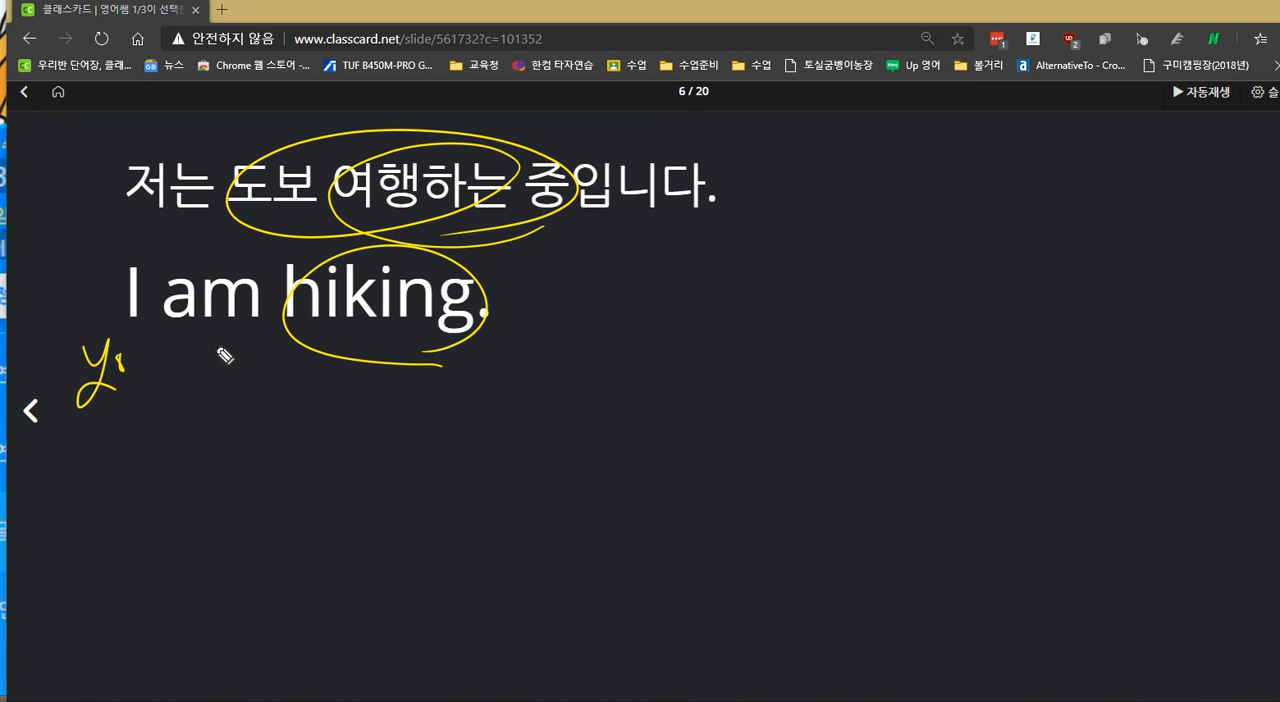 클래스카드 | 영어쌤 1/3이 선택
안전하지 않음 www.classcard.net/slide/561732?c=101352
우리반 단어장, 클래... 뉴스 Chrome 웹 스토어 -... TUF B450M-PRO G... 교육청 한컴 타자연습 수업 수업준비 수업 토실굼벵이농장 Up 영어 볼거리 AlternativeTo - Cro... 구미캠핑장(2018년)
6 / 20 자동재생 슬
저는 도보 여행하는 중입니다.
I am hiking.